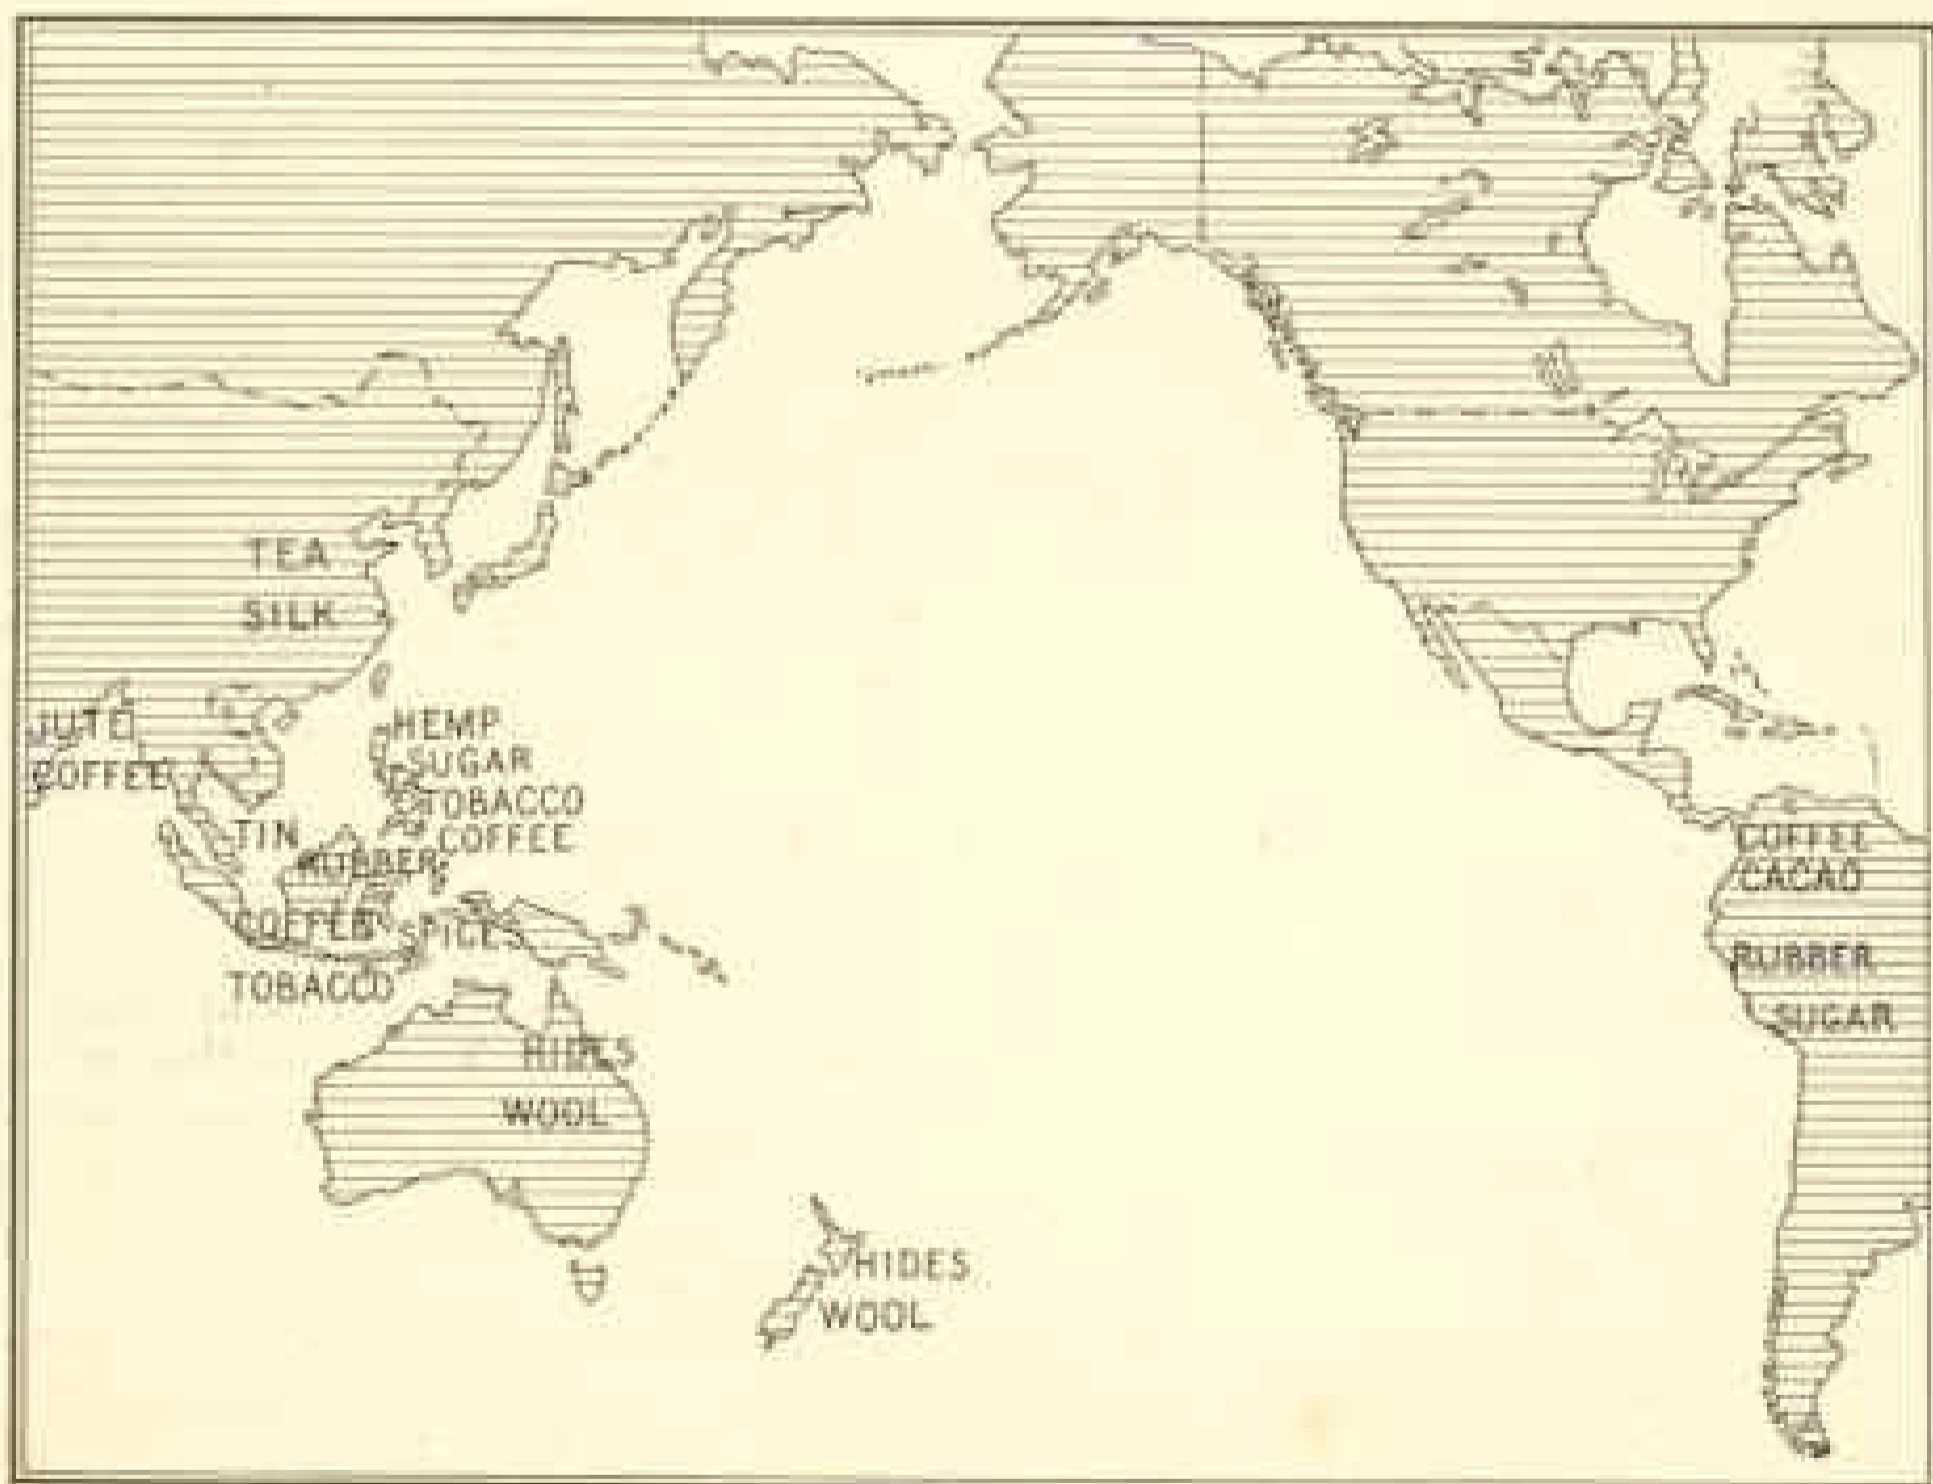 TEA
SILK
JUTE
COFFEE
HEMP
SUGAR
TOBACCO
COFFEE
TIN
RUBBER
COFFEE
SPICES
TOBACCO
HIDES
WOOL
HIDES
WOOL
COFFEE
CACAO
RUBBER
SUGAR